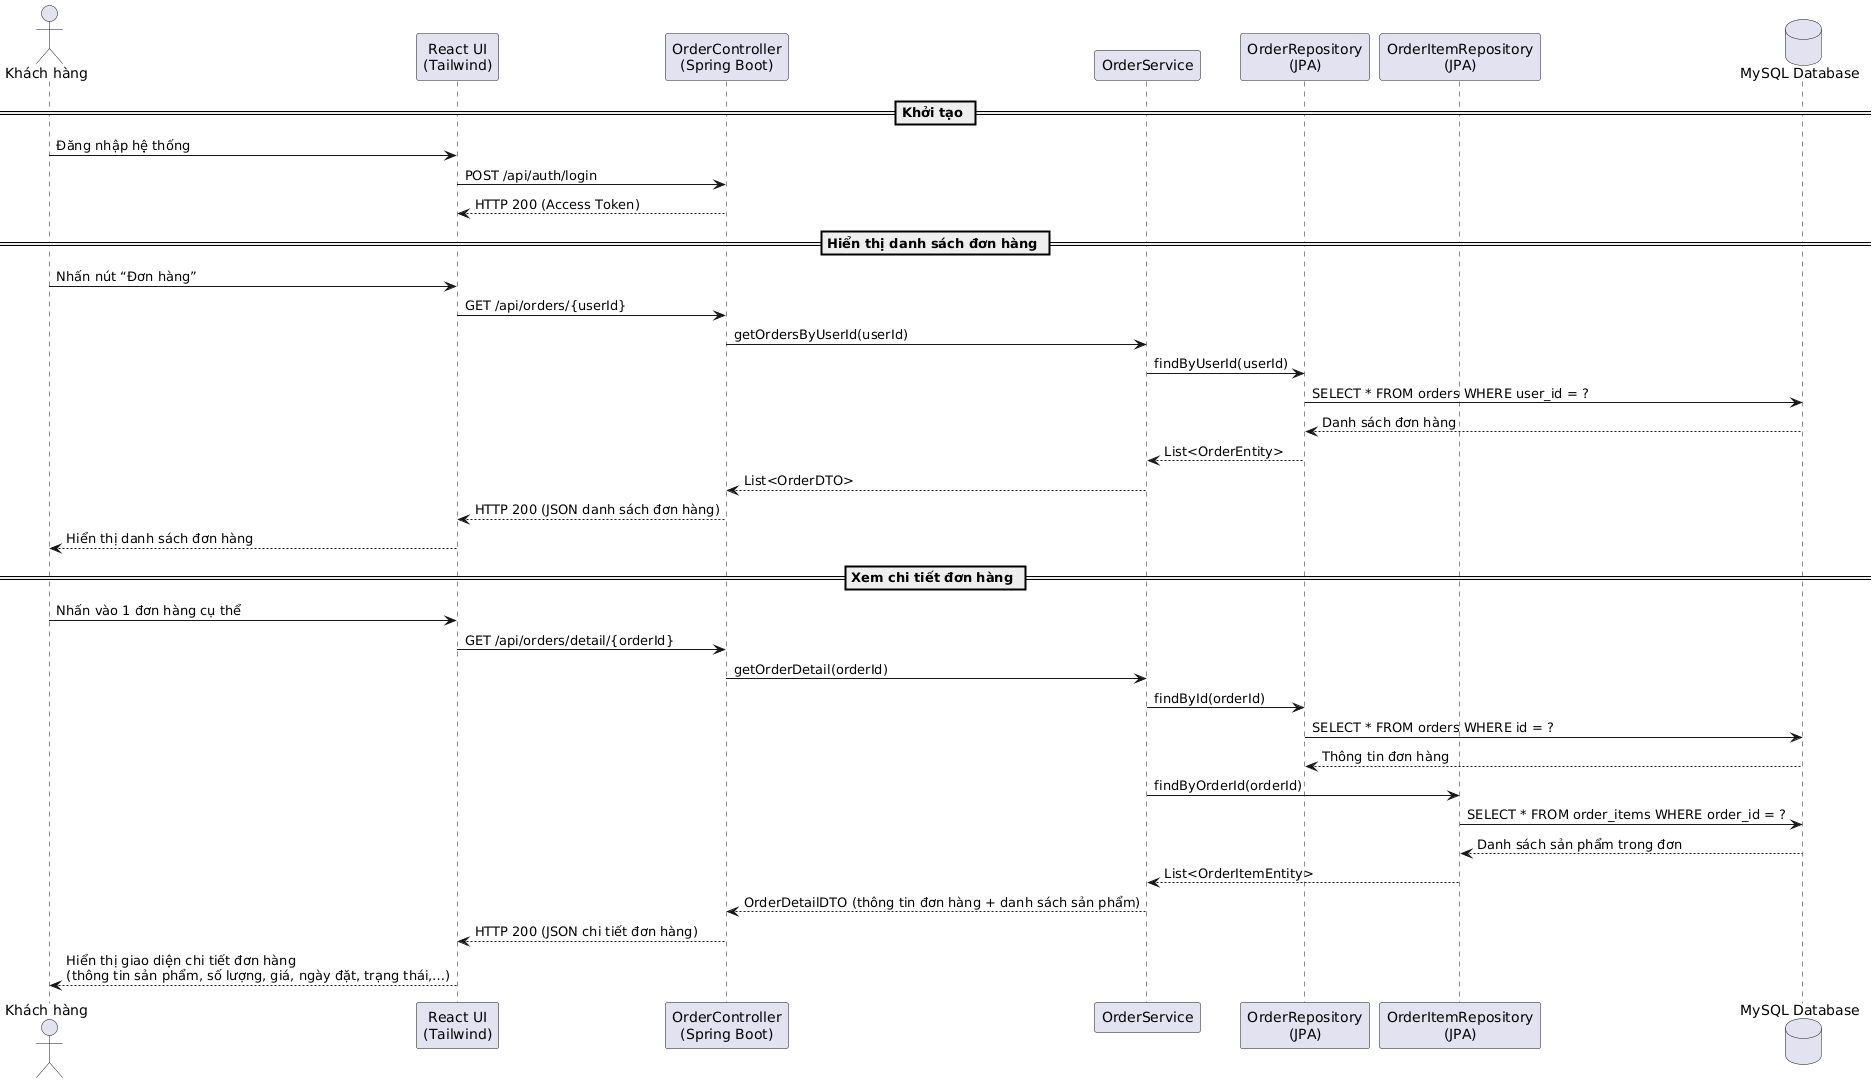 Khách hàng
React UI
(Tailwind)
OrderController
(Spring Boot)
OrderService
OrderRepository
(JPA)
OrderItemRepository
(JPA)
MySQL Database
Khởi tạo
Đăng nhập hệ thống
POST /api/auth/login
HTTP 200 (Access Token)
Hiển thị danh sách đơn hàng
Nhấn nút “Đơn hàng”
GET /api/orders/{userId}
getOrdersByUserId(userId)
findByUserId(userId)
SELECT * FROM orders WHERE user_id = ?
Danh sách đơn hàng
List<OrderEntity>
List<OrderDTO>
HTTP 200 (JSON danh sách đơn hàng)
Hiển thị danh sách đơn hàng
Xem chi tiết đơn hàng
Nhấn vào 1 đơn hàng cụ thể
GET /api/orders/detail/{orderId}
getOrderDetail(orderId)
findById(orderId)
SELECT * FROM orders WHERE id = ?
Thông tin đơn hàng
findByOrderId(orderId)
SELECT * FROM order_items WHERE order_id = ?
Danh sách sản phẩm trong đơn
List<OrderItemEntity>
OrderDetailDTO (thông tin đơn hàng + danh sách sản phẩm)
HTTP 200 (JSON chi tiết đơn hàng)
Hiển thị giao diện chi tiết đơn hàng
(thông tin sản phẩm, số lượng, giá, ngày đặt, trạng thái,...)
Khách hàng
React UI
(Tailwind)
OrderController
(Spring Boot)
OrderService
OrderRepository
(JPA)
OrderItemRepository
(JPA)
MySQL Database